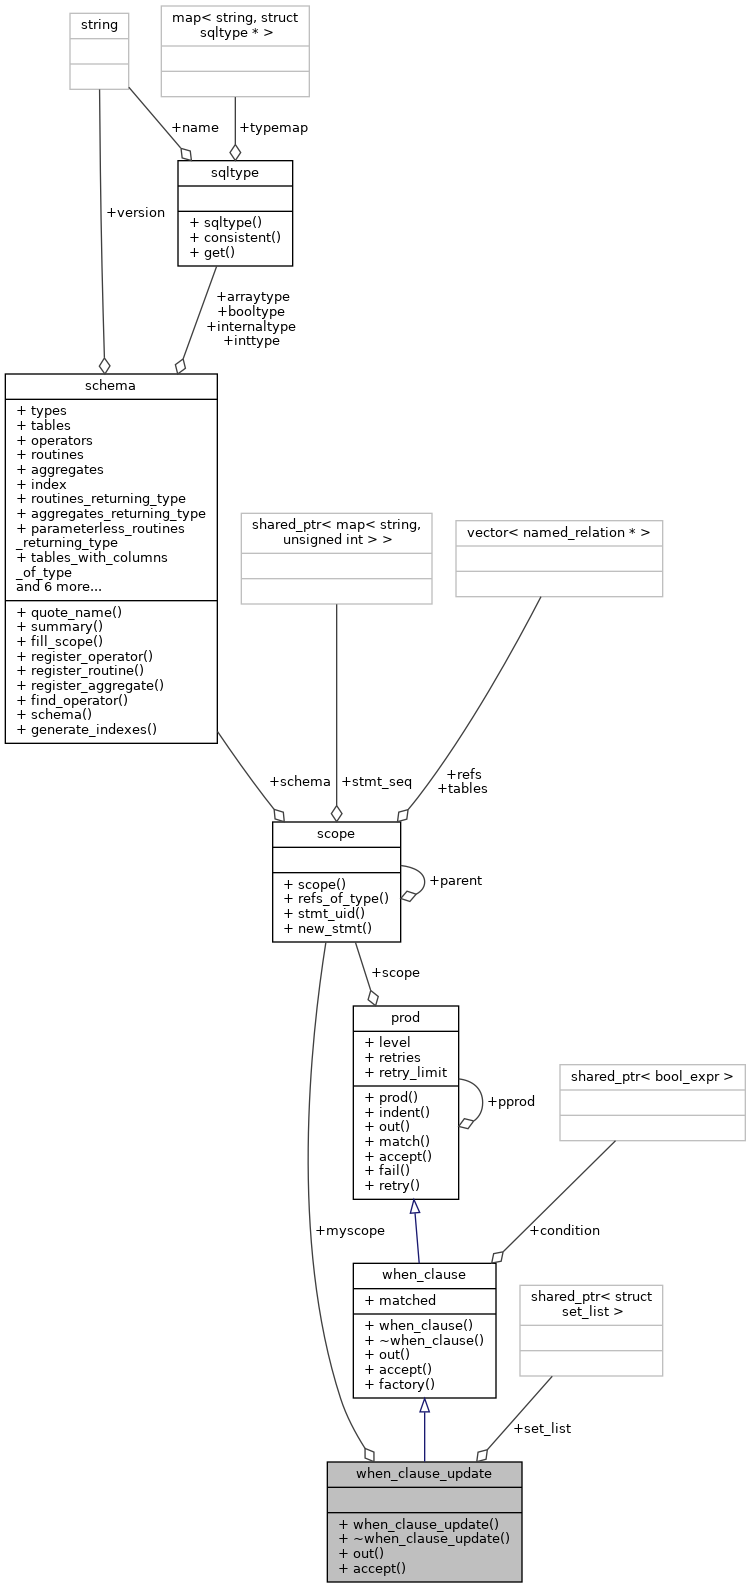 string
map< string, struct
sqltype * >
+name
+typemap
sqltype
+ sqltype()
+ consistent()
+ get()
+version
+arraytype
+booltype
+internaltype
+inttype
schema
+ types
+ tables
+ operators
+ routines
+ aggregates
+ index
+ routines_returning_type
+ aggregates_returning_type
+ parameterless_routines
_returning_type
+ tables_with_columns
_of_type
and 6 more...
+ quote_name()
+ summary()
+ fill_scope()
+ register_operator()
+ register_routine()
+ register_aggregate()
+ find_operator()
+ schema()
+ generate_indexes()
shared_ptr< map< string,
unsigned int > >
vector< named_relation * >
+schema
+stmt_seq
+refs
+tables
scope
+ scope()
+ refs_of_type()
+ stmt_uid()
+ new_stmt()
+parent
+scope
prod
+ level
+ retries
+ retry_limit
+ prod()
+ indent()
+ out()
+ match()
+ accept()
+ fail()
+ retry()
+pprod
shared_ptr< bool_expr >
+myscope
+condition
when_clause
+ matched
+ when_clause()
+ ~when_clause()
+ out()
+ accept()
+ factory()
shared_ptr< struct
set_list >
+set_list
when_clause_update
+ when_clause_update()
+ ~when_clause_update()
+ out()
+ accept()